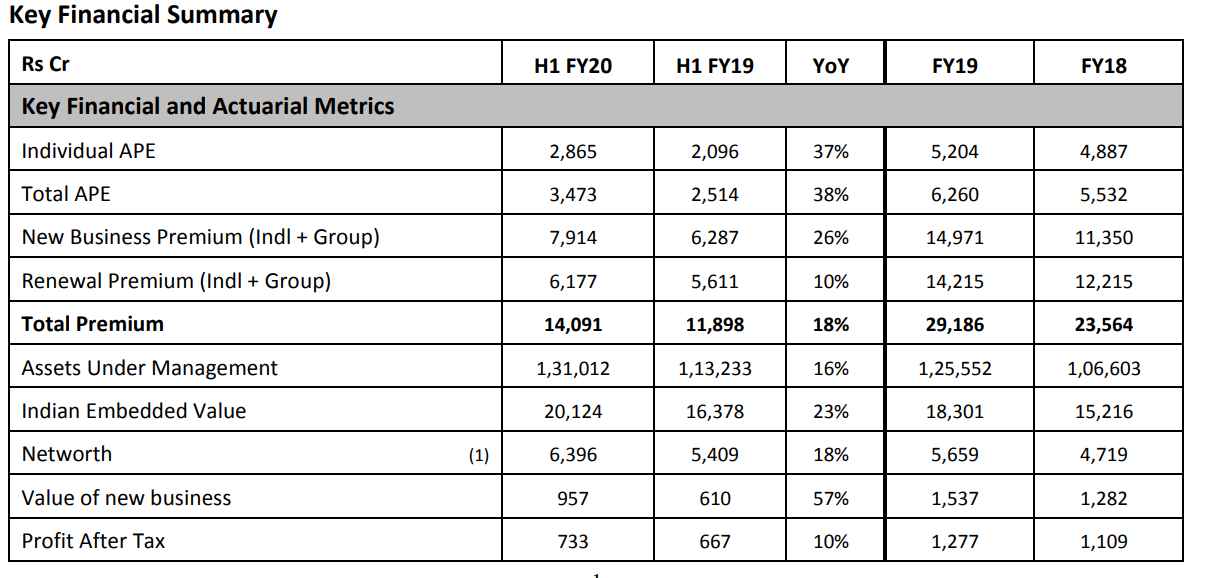 Key Financial Summary
Rs Cr H1 FY20 H1 FY19 YoY FY19 FY18
Key Financial and Actuarial Metrics
Individual APE 2,865 2,096 37% 5,204 4,887
Total APE 3,473 2,514 38% 6,260 5,532
New Business Premium (Indl + Group) 7,914 6,287 26% 14,971 11,350
Renewal Premium (Indl + Group) 6,177 5,611 10% 14,215 12,215
Total Premium 14,091 11,898 18% 29,186 23,564
Assets Under Management 1,31,012 1,13,233 16% 1,25,552 1,06,603
Indian Embedded Value 20,124 16,378 23% 18,301 15,216
Networth (1) 6,396 5,409 18% 5,659 4,719
Value of new business 957 610 57% 1,537 1,282
Profit After Tax 733 667 10% 1,277 1,109